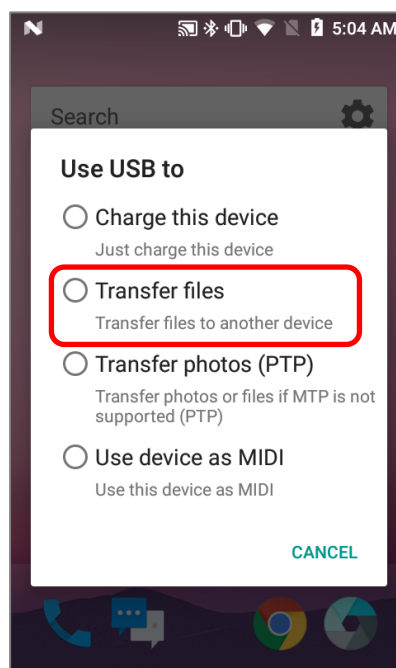 5:04 AM
Search
Use USB to
Charge this device
Just charge this device
Transfer files
Transfer files to another device
Transfer photos (PTP)
Transfer photos or files if MTP is not
supported (PTP)
Use device as MIDI
Use this device as MIDI
CANCEL